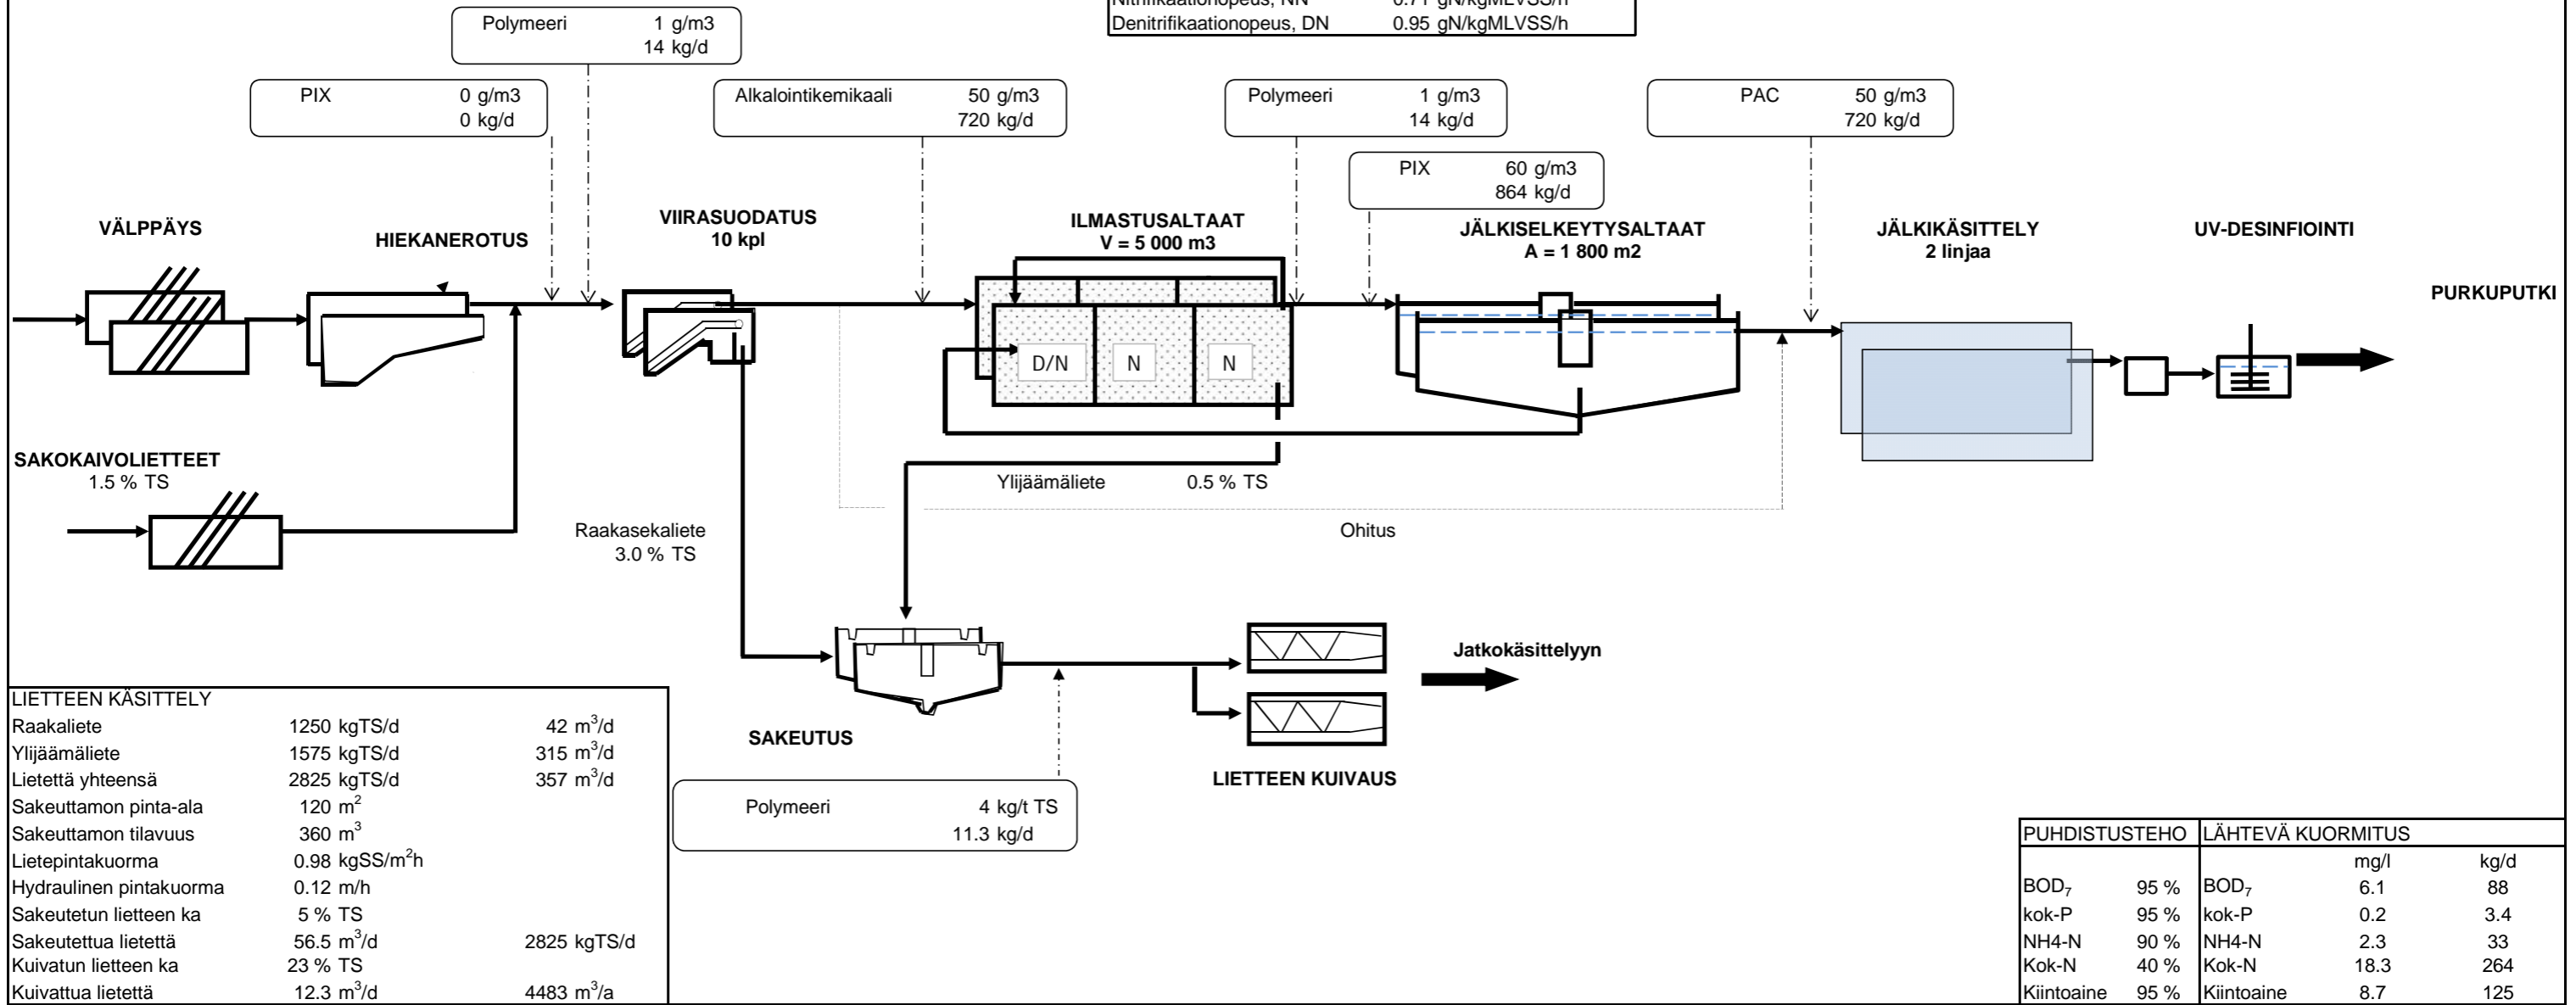 Nitrifikaationopeus, NN 0.71 gN/kgMLVSS/h
Denitrifikaationopeus, DN 0.95 gN/kgMLVSS/h
Polymeeri 1 g/m3
14 kg/d
PIX 0 g/m3
0 kg/d
Alkalointikemikaali 50 g/m3
720 kg/d
Polymeeri 1 g/m3
14 kg/d
PAC 50 g/m3
720 kg/d
PIX 60 g/m3
864 kg/d
VÄLPPÄYS
HIEKANEROTUS
VIIRASUODATUS
10 kpl
ILMASTUSALTAAT
V = 5 000 m3
JÄLKISELKEYTYSALTAAT
A = 1 800 m2
JÄLKIKÄSITTELY
2 linjaa
UV-DESINFIOINTI
PURKUPUTKI
D/N N N
SAKOKAIVOLIETTEET
1.5 % TS
Ylijäämäliete 0.5 % TS
Raakasekaliete
3.0 % TS
Ohitus
Jatkokäsittelyyn
SAKEUTUS
LIETTEEN KUIVAUS
Polymeeri 4 kg/t TS
11.3 kg/d
LIETTEEN KÄSITTELY
Raakaliete 1250 kgTS/d 42 m³/d
Ylijäämäliete 1575 kgTS/d 315 m³/d
Lietettä yhteensä 2825 kgTS/d 357 m³/d
Sakeuttamon pinta-ala 120 m²
Sakeuttamon tilavuus 360 m³
Lietepintakuorma 0.98 kgSS/m²h
Hydraulinen pintakuorma 0.12 m/h
Sakeutetun lietteen ka 5 % TS
Sakeutettua lietettä 56.5 m³/d 2825 kgTS/d
Kuivatun lietteen ka 23 % TS
Kuivattua lietettä 12.3 m³/d 4483 m³/a
PUHDISTUSTEHO LÄHTEVÄ KUORMITUS
mg/l kg/d
BOD₇ 95 % BOD₇ 6.1 88
kok-P 95 % kok-P 0.2 3.4
NH4-N 90 % NH4-N 2.3 33
Kok-N 40 % Kok-N 18.3 264
Kiintoaine 95 % Kiintoaine 8.7 125